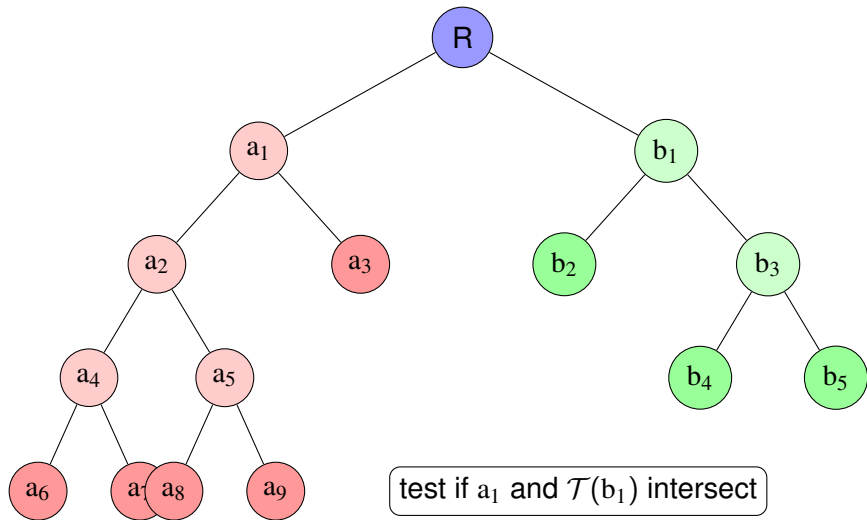 R
a₁ b₁
a₂ a₃ b₂ b₃
a₄ a₅ b₄ b₅
a₆ a₈ a₉
test if a₁ and 𝒯(b₁) intersect